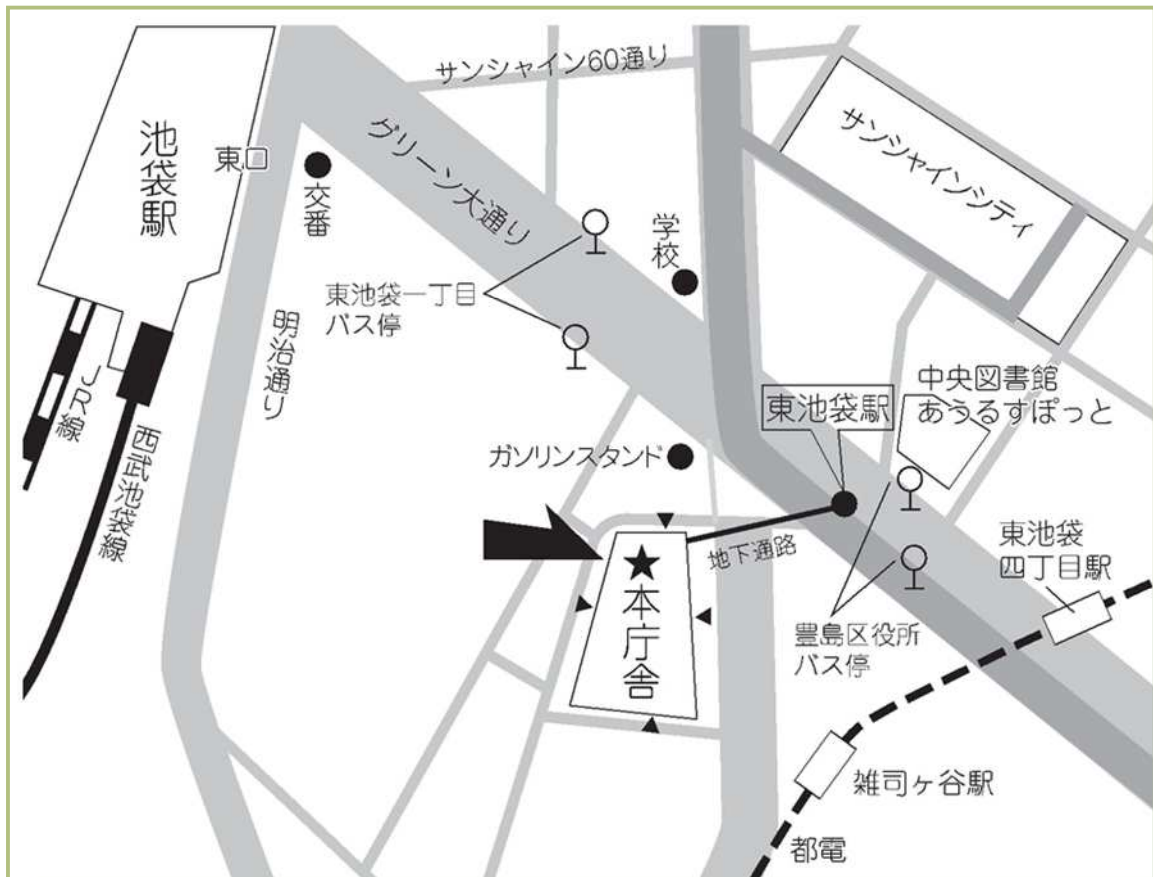 サンシャイン60通り
池袋駅
東口
交番
グリーン大通り
サンシャインシティ
学校
東池袋一丁目
バス停
明治通り
JR線
西武池袋線
中央図書館
あうるすぽっと
東池袋駅
ガソリンスタンド
地下通路
★本庁舎
東池袋
四丁目駅
豊島区役所
バス停
雑司ヶ谷駅
都電